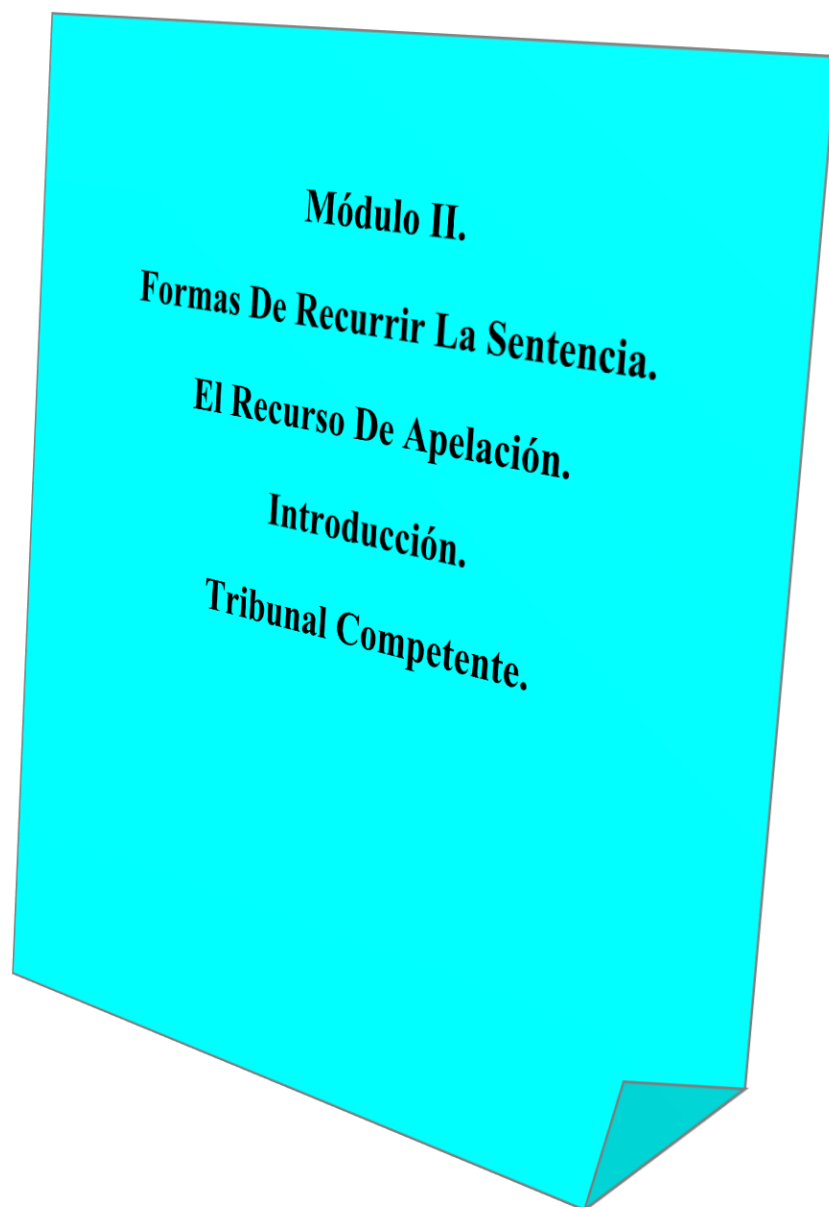 Módulo II.
Formas De Recurrir La Sentencia.
El Recurso De Apelación.
Introducción.
Tribunal Competente.